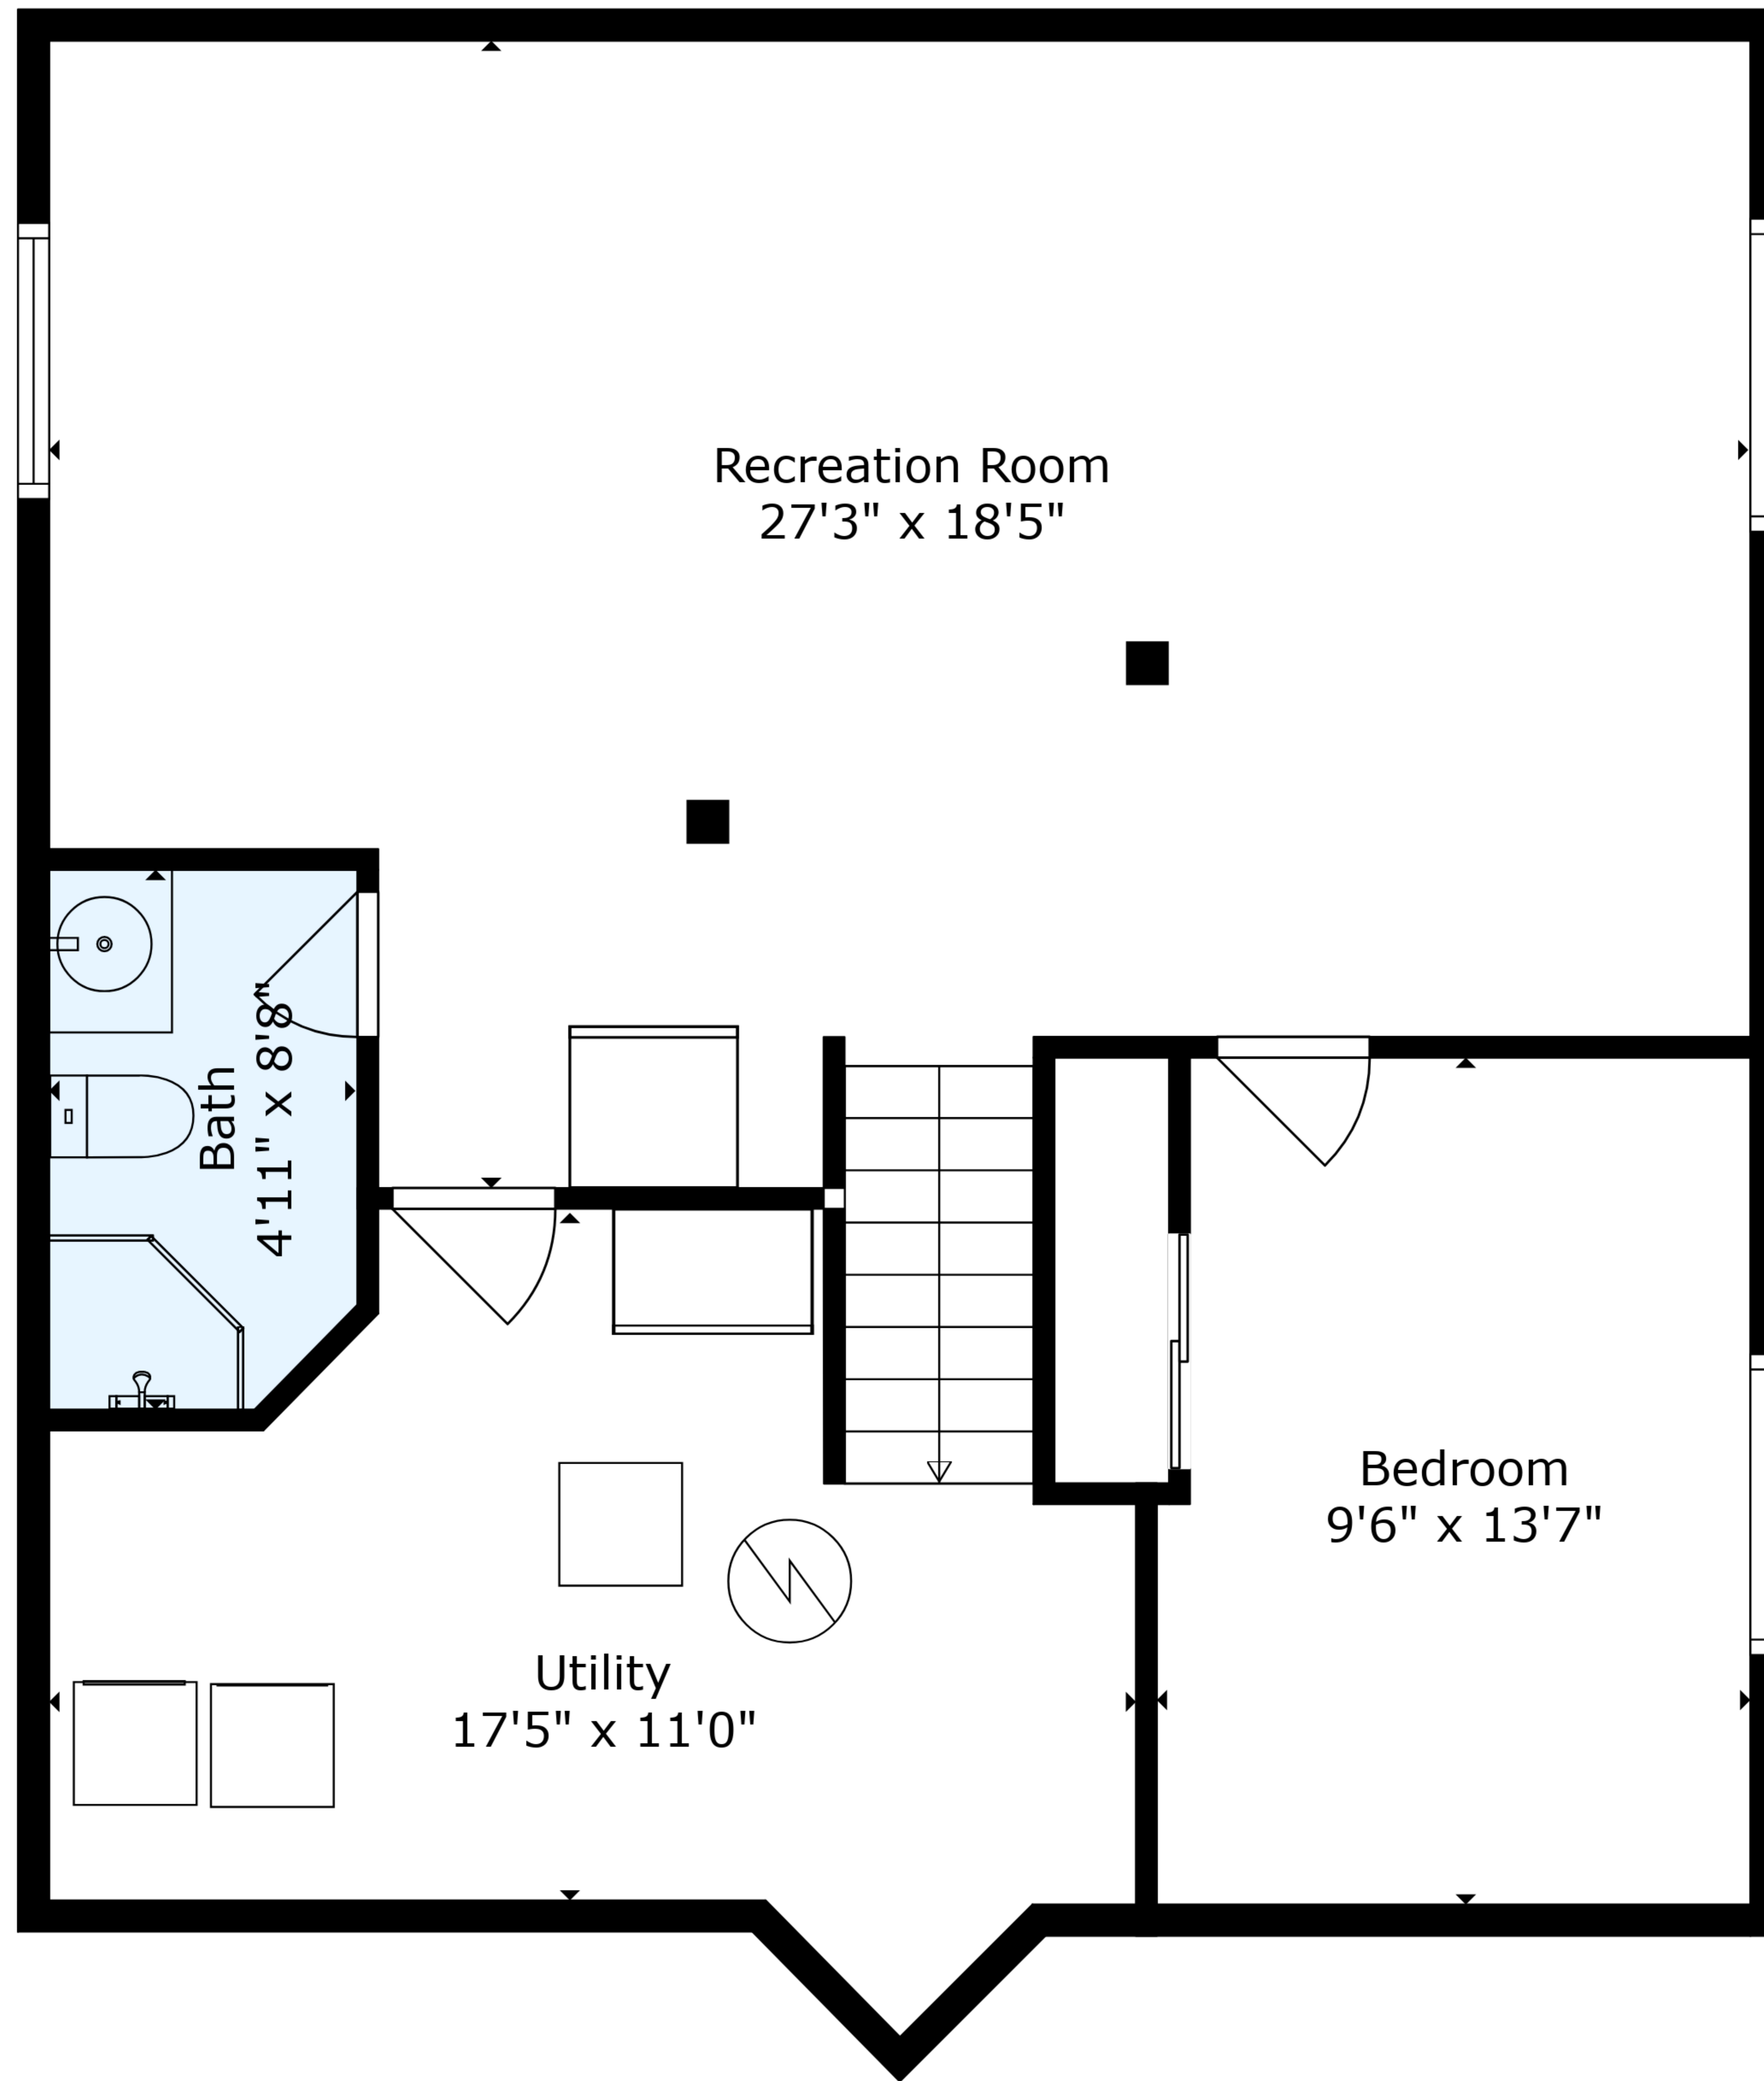 Recreation Room
27'3" x 18'5"
Bath
4'11" x 8'8"
Bedroom
9'6" x 13'7"
Utility
17'5" x 11'0"